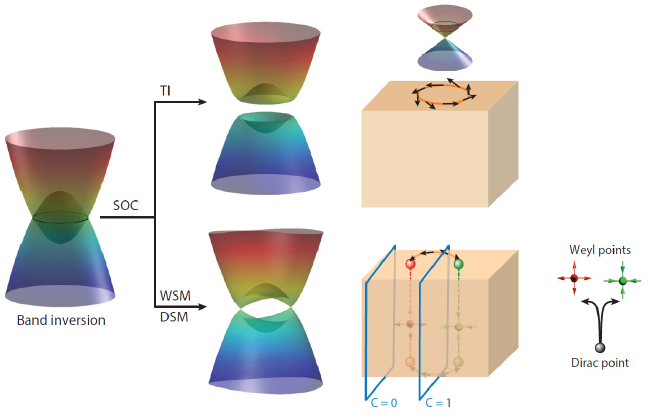 TI
SOC
WSM
DSM
Band inversion
Weyl points
Dirac point
C = 0
C = 1